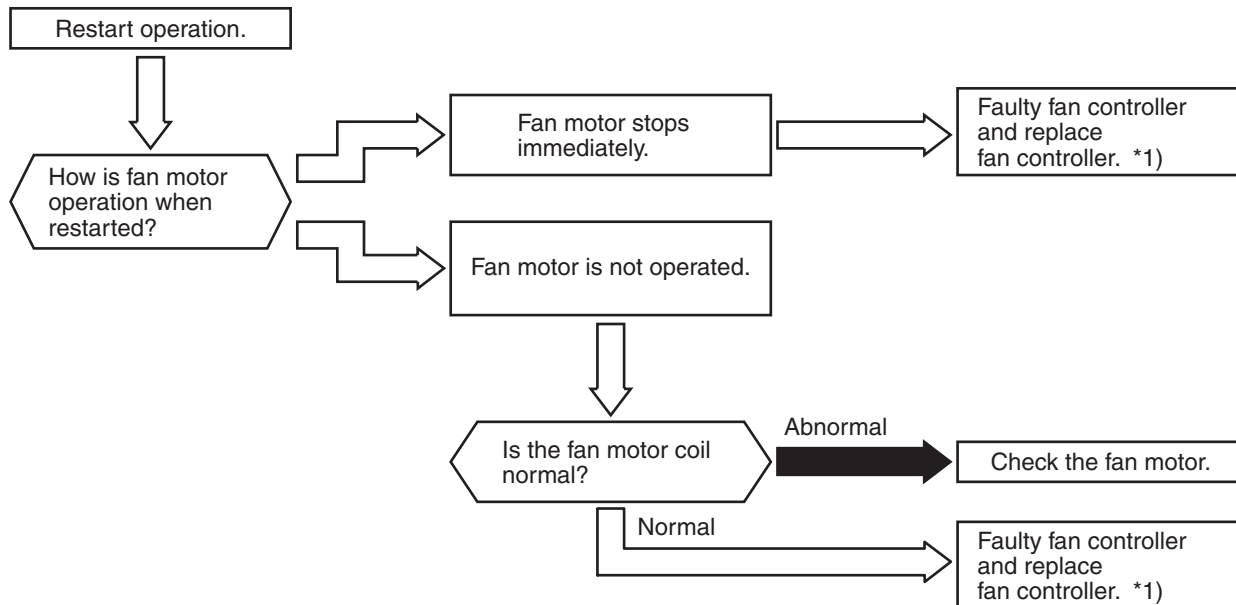 Restart operation.
How is fan motor
operation when
restarted?
Fan motor stops
immediately.
Faulty fan controller
and replace
fan controller. *1)
Fan motor is not operated.
Is the fan motor coil
normal?
Abnormal
Check the fan motor.
Normal
Faulty fan controller
and replace
fan controller. *1)